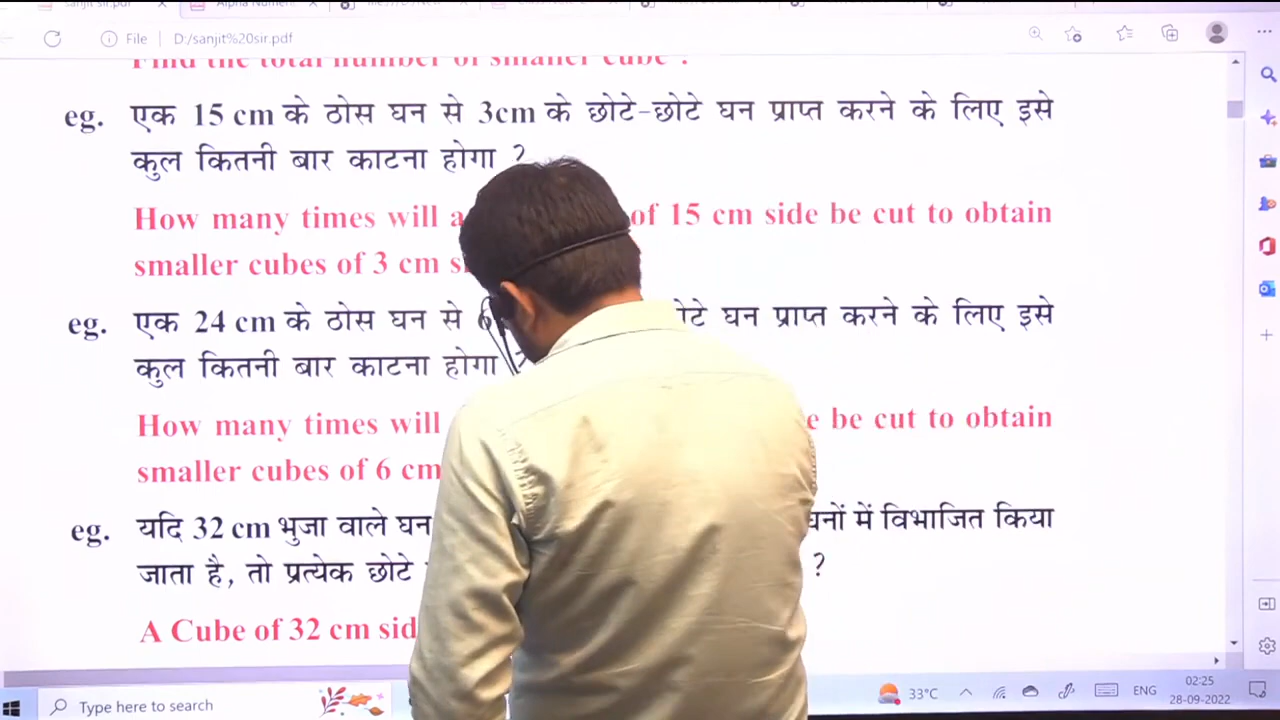 sanjit sir.pdf
File D:/sanjit%20sir.pdf
Find the total number of smaller cube ?
eg. एक 15 cm के ठोस घन से 3cm के छोटे-छोटे घन प्राप्त करने के लिए इसे
कुल कितनी बार काटना होगा ?
How many times will a of 15 cm side be cut to obtain
smaller cubes of 3 cm
eg. एक 24 cm के ठोस घन से 6 घन प्राप्त करने के लिए इसे
कुल कितनी बार काटना होगा ?
How many times will be cut to obtain
smaller cubes of 6 cm
eg. यदि 32 cm भुजा वाले घन में विभाजित किया
जाता है, तो प्रत्येक छोटे ?
A Cube of 32 cm
Type here to search 33°C ENG 02:25
28-09-2022